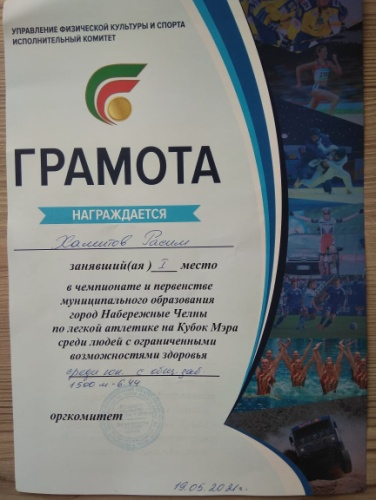 УПРАВЛЕНИЕ ФИЗИЧЕСКОЙ КУЛЬТУРЫ И СПОРТА
ИСПОЛНИТЕЛЬНЫЙ КОМИТЕТ
ГРАМОТА
НАГРАЖДАЕТСЯ
Хамитов Расим
занявший(ая ) I место
в чемпионате и первенстве
муниципального образования
город Набережные Челны
по легкой атлетике на Кубок Мэра
среди людей с ограниченными
возможностями здоровья
среди юн. с общ. заб
1500 м - 6.44
оргкомитет
19.05.2021г.